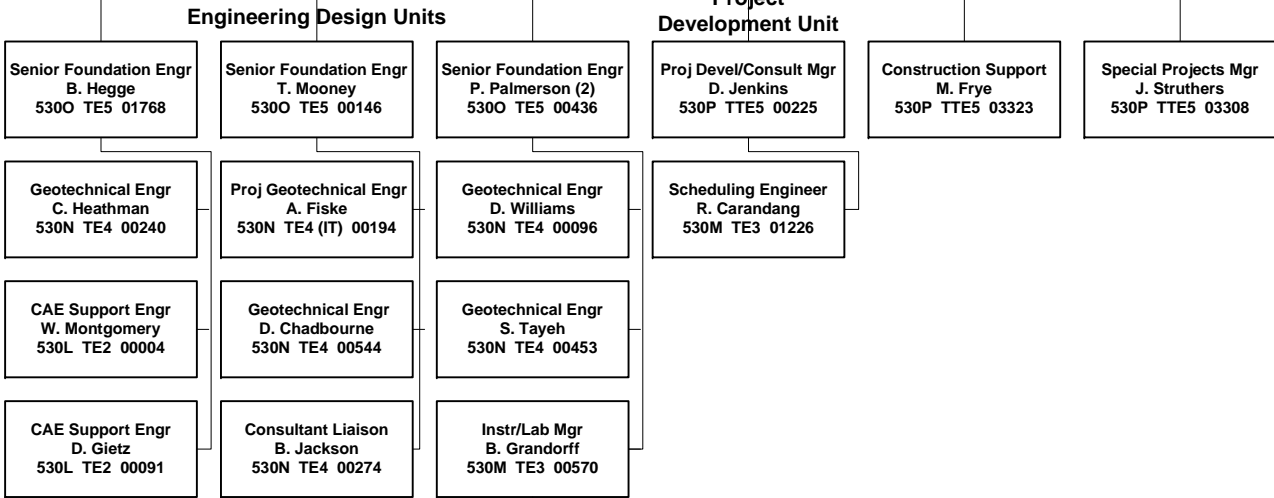 Engineering Design Units
Project
Development Unit
Senior Foundation Engr
B. Hegge
530O TE5 01768
Senior Foundation Engr
T. Mooney
530O TE5 00146
Senior Foundation Engr
P. Palmerson (2)
530O TE5 00436
Proj Devel/Consult Mgr
D. Jenkins
530P TTE5 00225
Construction Support
M. Frye
530P TTE5 03323
Special Projects Mgr
J. Struthers
530P TTE5 03308
Geotechnical Engr
C. Heathman
530N TE4 00240
Proj Geotechnical Engr
A. Fiske
530N TE4 (IT) 00194
Geotechnical Engr
D. Williams
530N TE4 00096
Scheduling Engineer
R. Carandang
530M TE3 01226
CAE Support Engr
W. Montgomery
530L TE2 00004
Geotechnical Engr
D. Chadbourne
530N TE4 00544
Geotechnical Engr
S. Tayeh
530N TE4 00453
CAE Support Engr
D. Gietz
530L TE2 00091
Consultant Liaison
B. Jackson
530N TE4 00274
Instr/Lab Mgr
B. Grandorff
530M TE3 00570